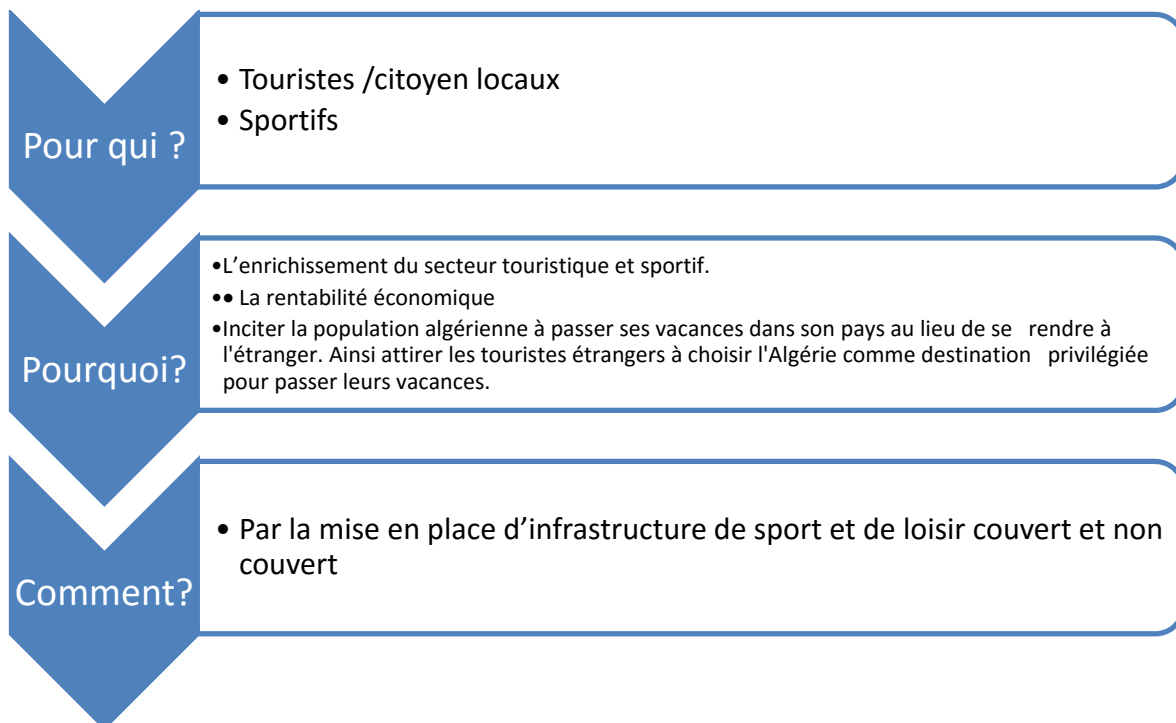 Pour qui ?
• Touristes /citoyen locaux
• Sportifs
Pourquoi?
•L’enrichissement du secteur touristique et sportif.
•• La rentabilité économique
•Inciter la population algérienne à passer ses vacances dans son pays au lieu de se rendre à
l'étranger. Ainsi attirer les touristes étrangers à choisir l'Algérie comme destination privilégiée
pour passer leurs vacances.
Comment?
• Par la mise en place d’infrastructure de sport et de loisir couvert et non
couvert